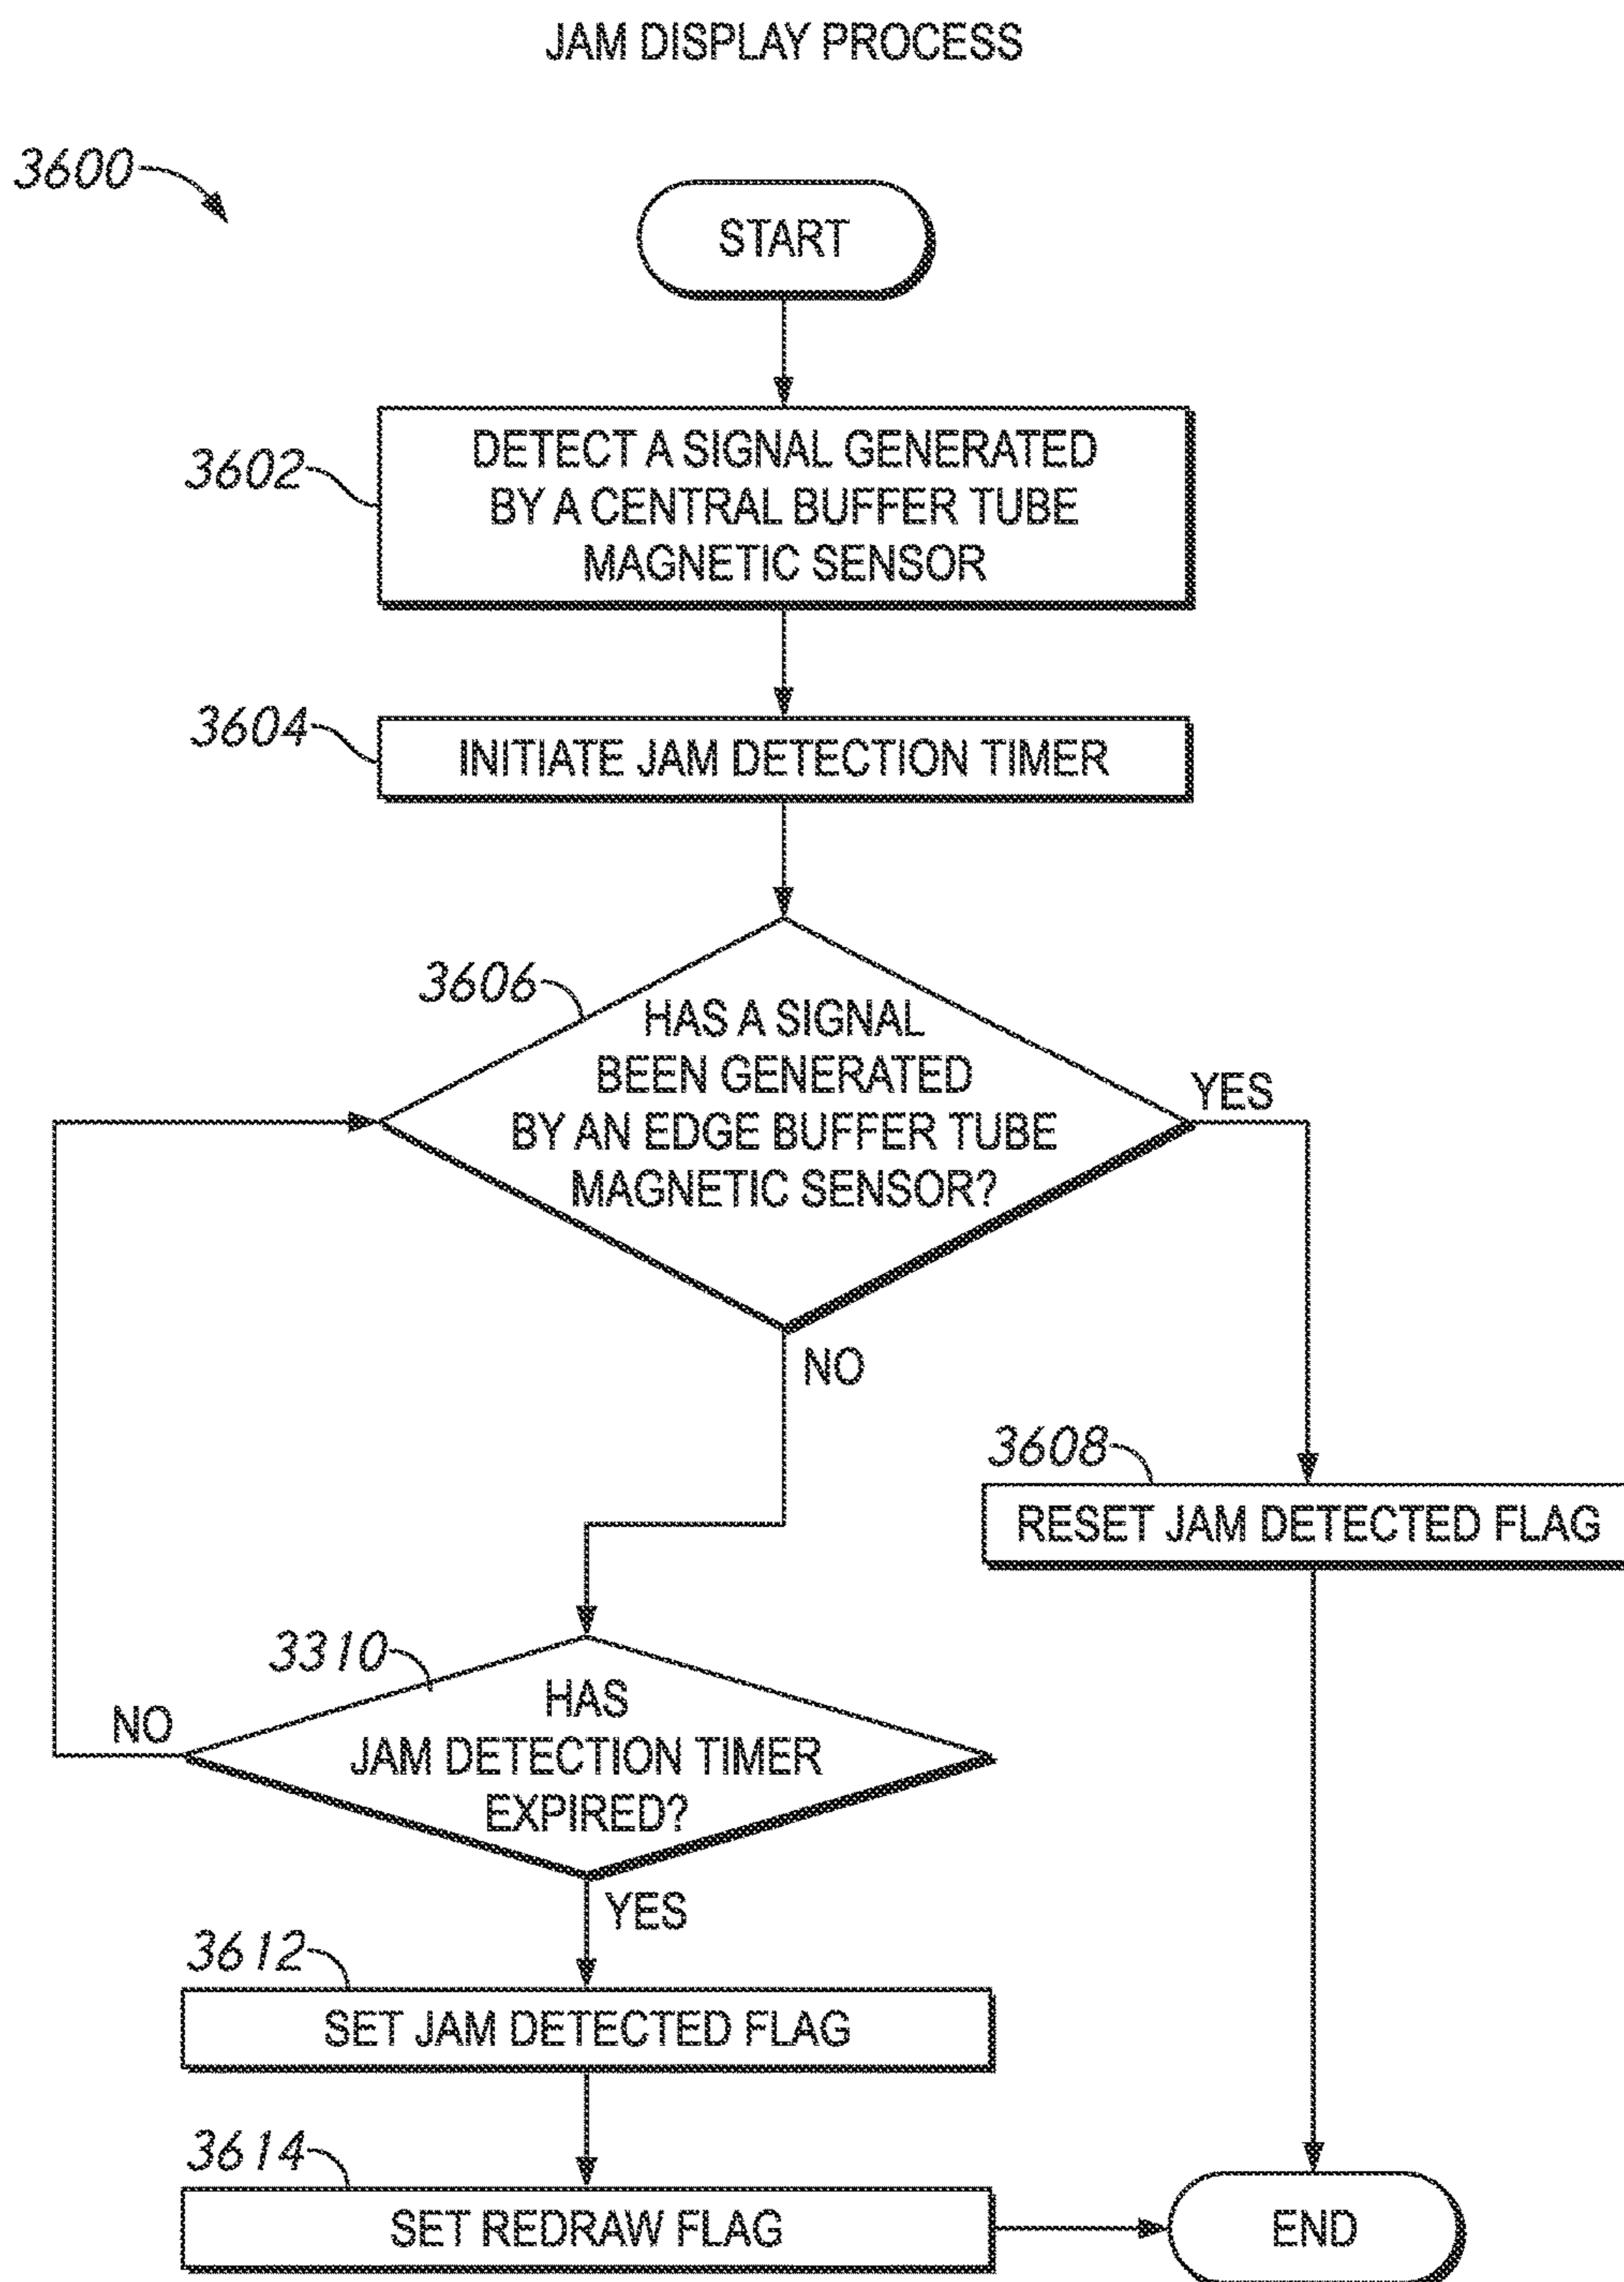 JAM DISPLAY PROCESS
3600
START
3602
DETECT A SIGNAL GENERATED
BY A CENTRAL BUFFER TUBE
MAGNETIC SENSOR
3604
INITIATE JAM DETECTION TIMER
3606
HAS A SIGNAL
BEEN GENERATED
BY AN EDGE BUFFER TUBE
MAGNETIC SENSOR?
YES
NO
3608
RESET JAM DETECTED FLAG
3310
HAS
JAM DETECTION TIMER
EXPIRED?
NO
YES
3612
SET JAM DETECTED FLAG
3614
SET REDRAW FLAG
END